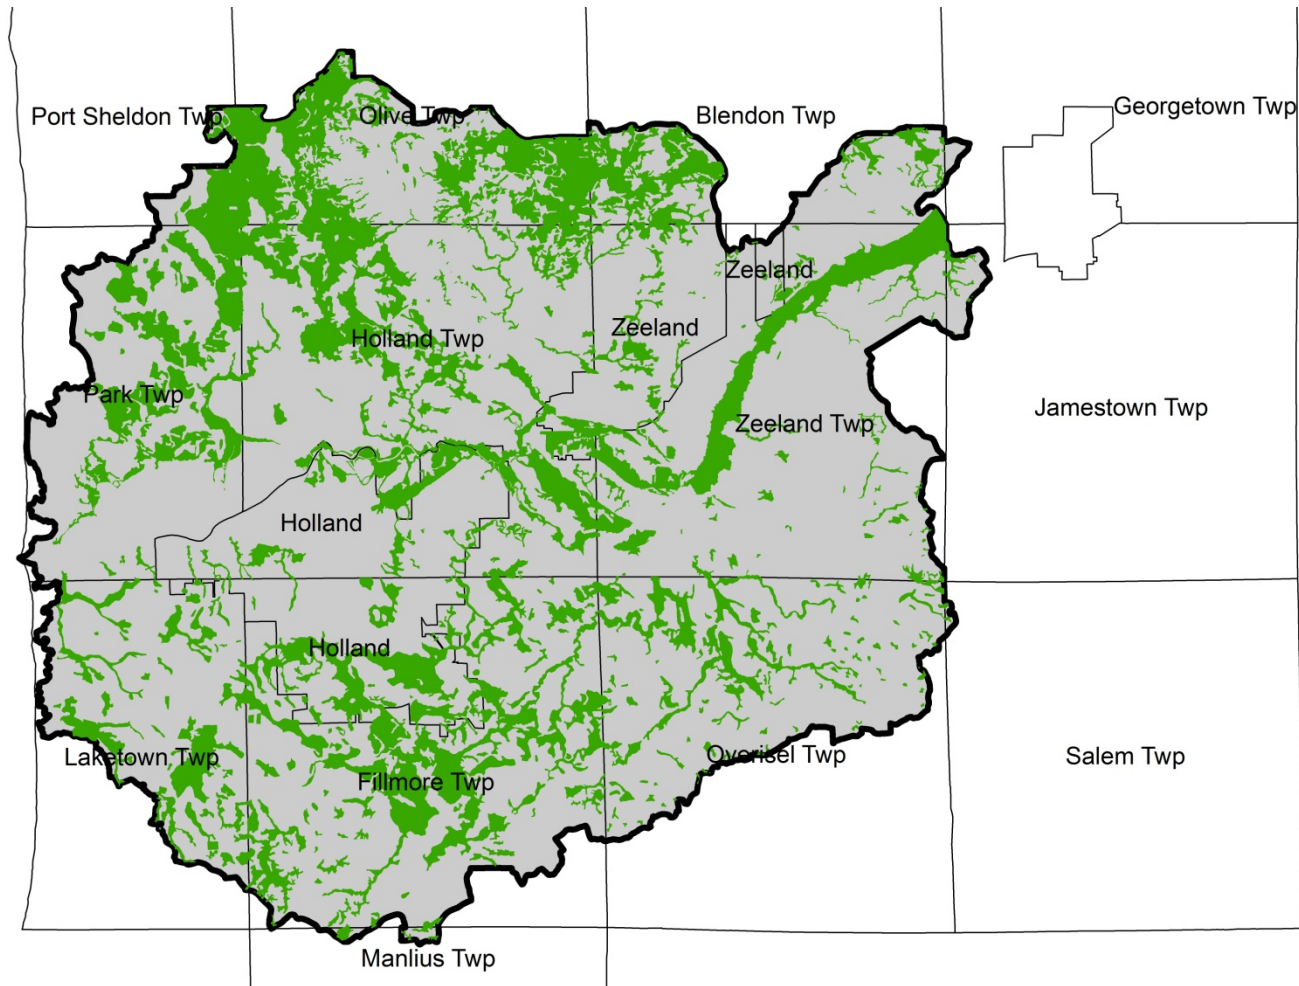 Georgetown Twp
Port Sheldon Twp
Olive Twp
Blendon Twp
Zeeland
Zeeland
Holland Twp
Park Twp
Jamestown Twp
Zeeland Twp
Holland
Holland
Laketown Twp
Overisel Twp
Salem Twp
Fillmore Twp
Manlius Twp